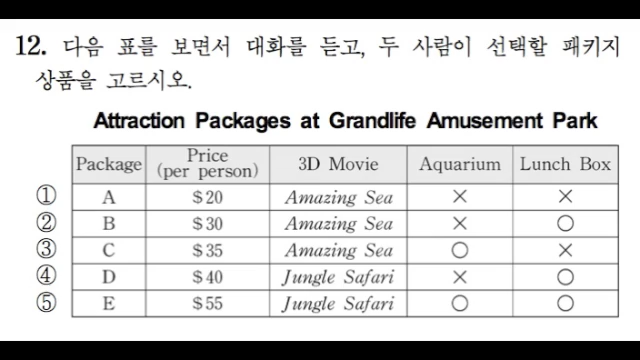 12. 다음 표를 보면서 대화를 듣고, 두 사람이 선택할 패키지
상품을 고르시오.
Attraction Packages at Grandlife Amusement Park
Package Price (per person) 3D Movie Aquarium Lunch Box
① A $20 Amazing Sea × ×
② B $30 Amazing Sea × ○
③ C $35 Amazing Sea ○ ×
④ D $40 Jungle Safari × ○
⑤ E $55 Jungle Safari ○ ○